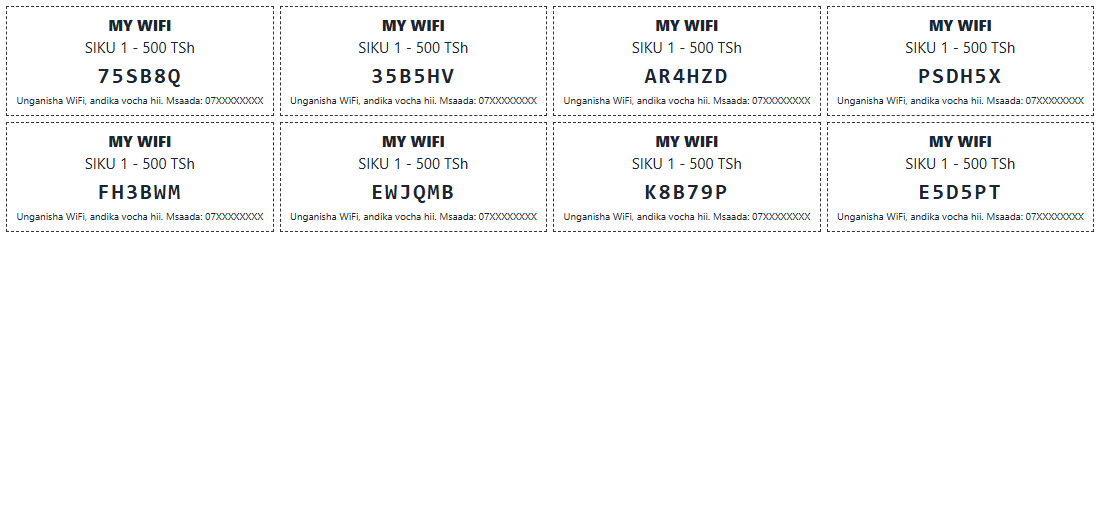 MY WIFI
SIKU 1 - 500 TSh
75SB8Q
Unganisha WiFi, andika vocha hii. Msaada: 07XXXXXXXX
MY WIFI
SIKU 1 - 500 TSh
35B5HV
Unganisha WiFi, andika vocha hii. Msaada: 07XXXXXXXX
MY WIFI
SIKU 1 - 500 TSh
AR4HZD
Unganisha WiFi, andika vocha hii. Msaada: 07XXXXXXXX
MY WIFI
SIKU 1 - 500 TSh
PSDH5X
Unganisha WiFi, andika vocha hii. Msaada: 07XXXXXXXX
MY WIFI
SIKU 1 - 500 TSh
FH3BWM
Unganisha WiFi, andika vocha hii. Msaada: 07XXXXXXXX
MY WIFI
SIKU 1 - 500 TSh
EWJQMB
Unganisha WiFi, andika vocha hii. Msaada: 07XXXXXXXX
MY WIFI
SIKU 1 - 500 TSh
K8B79P
Unganisha WiFi, andika vocha hii. Msaada: 07XXXXXXXX
MY WIFI
SIKU 1 - 500 TSh
E5D5PT
Unganisha WiFi, andika vocha hii. Msaada: 07XXXXXXXX